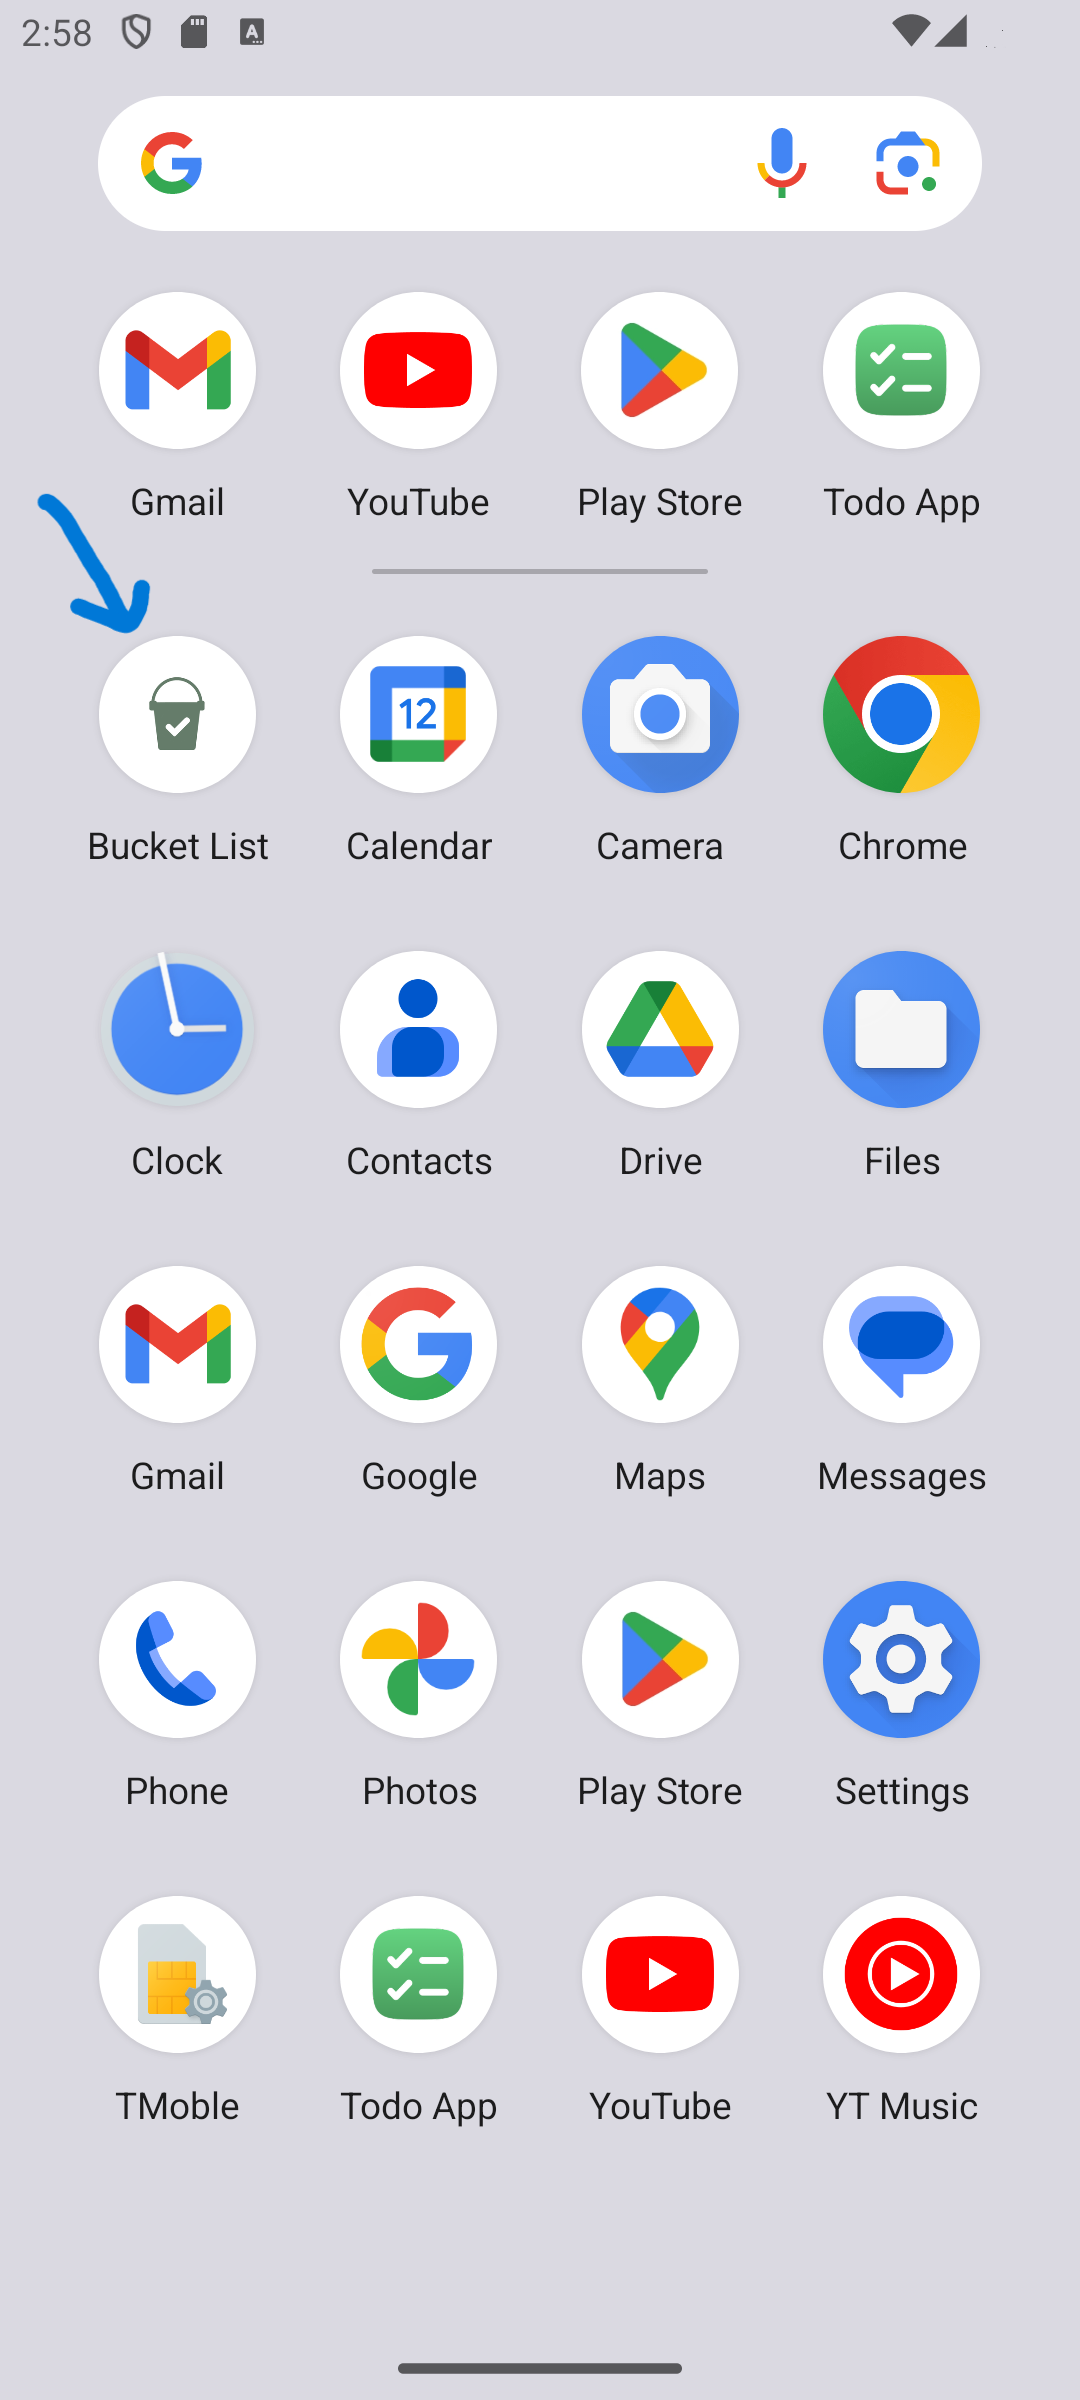 2:58
Gmail YouTube Play Store Todo App
Bucket List Calendar Camera Chrome
Clock Contacts Drive Files
Gmail Google Maps Messages
Phone Photos Play Store Settings
TMoble Todo App YouTube YT Music